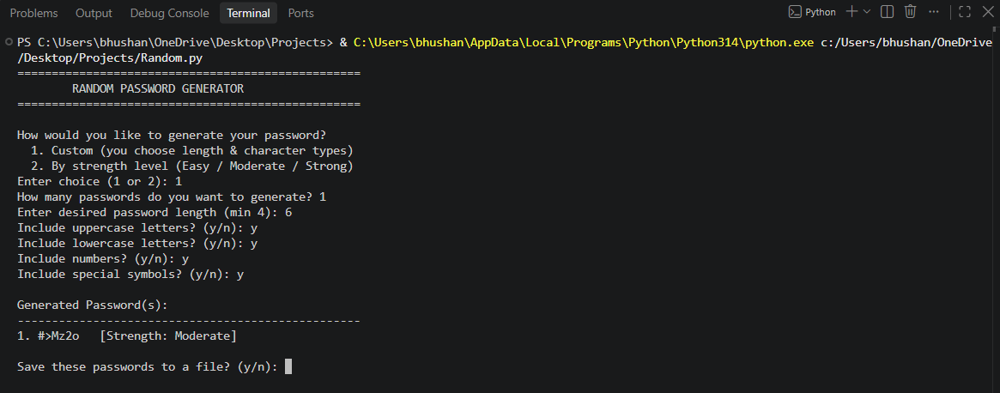 Problems Output Debug Console Terminal Ports Python
PS C:\Users\bhushan\OneDrive\Desktop\Projects> & C:\Users\bhushan\AppData\Local\Programs\Python\Python314\python.exe c:/Users/bhushan/OneDrive
/Desktop/Projects/Random.py
==================================================
        RANDOM PASSWORD GENERATOR
==================================================
How would you like to generate your password?
  1. Custom (you choose length & character types)
  2. By strength level (Easy / Moderate / Strong)
Enter choice (1 or 2): 1
How many passwords do you want to generate? 1
Enter desired password length (min 4): 6
Include uppercase letters? (y/n): y
Include lowercase letters? (y/n): y
Include numbers? (y/n): y
Include special symbols? (y/n): y
Generated Password(s):
--------------------------------------------------
1. #>Mz2o   [Strength: Moderate]
Save these passwords to a file? (y/n):